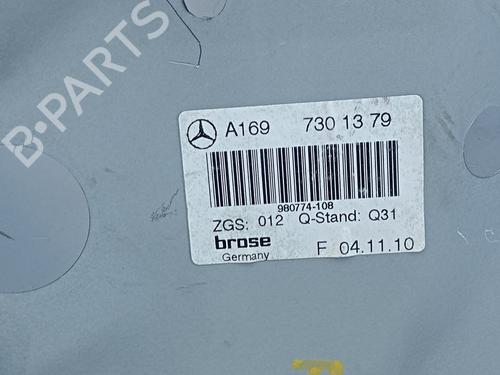 B-PARTS
A169 730 13 79
980774-108
ZGS: 012 Q-Stand: Q31
brose
Germany F 04.11.10